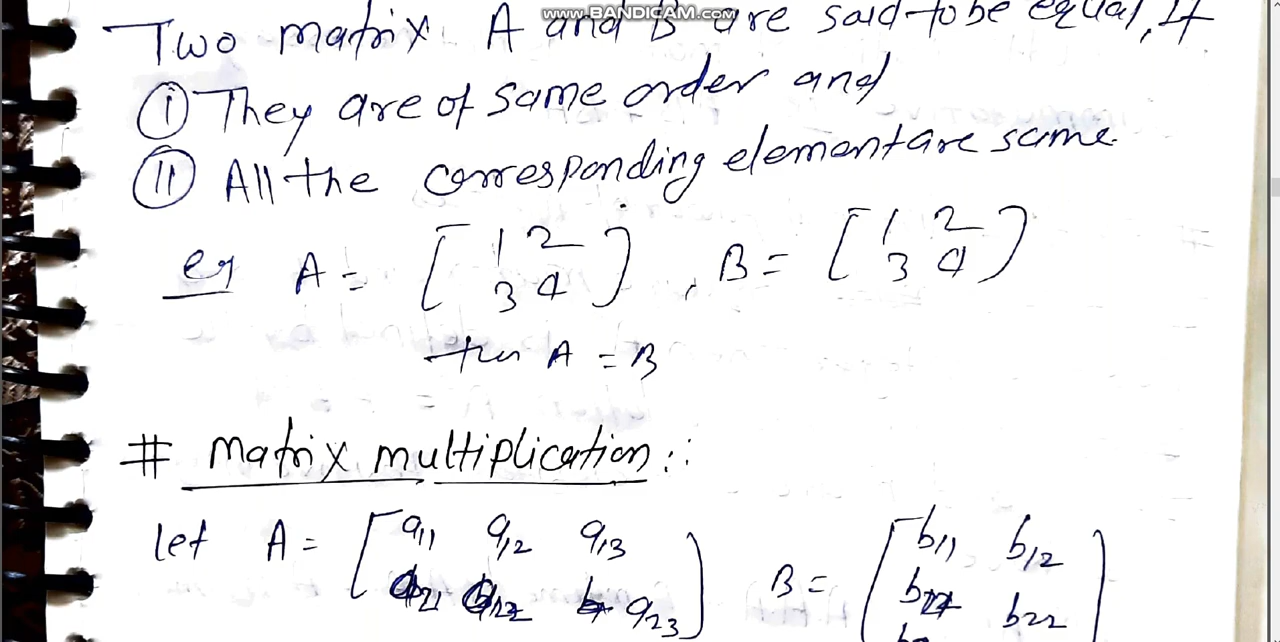 www.BANDICAM.com
Two matrix A and B are said to be equal, If
(I) They are of same order and
(II) All the corresponding element are same.
eg A = [ 1 2 , B = [ 1 2
3 4 ] 3 4 ]
then A = B
# Matrix multiplication ::
let A = [ a11 a12 a13 B = [ b11 b12
a21 a23 ] b22 ]